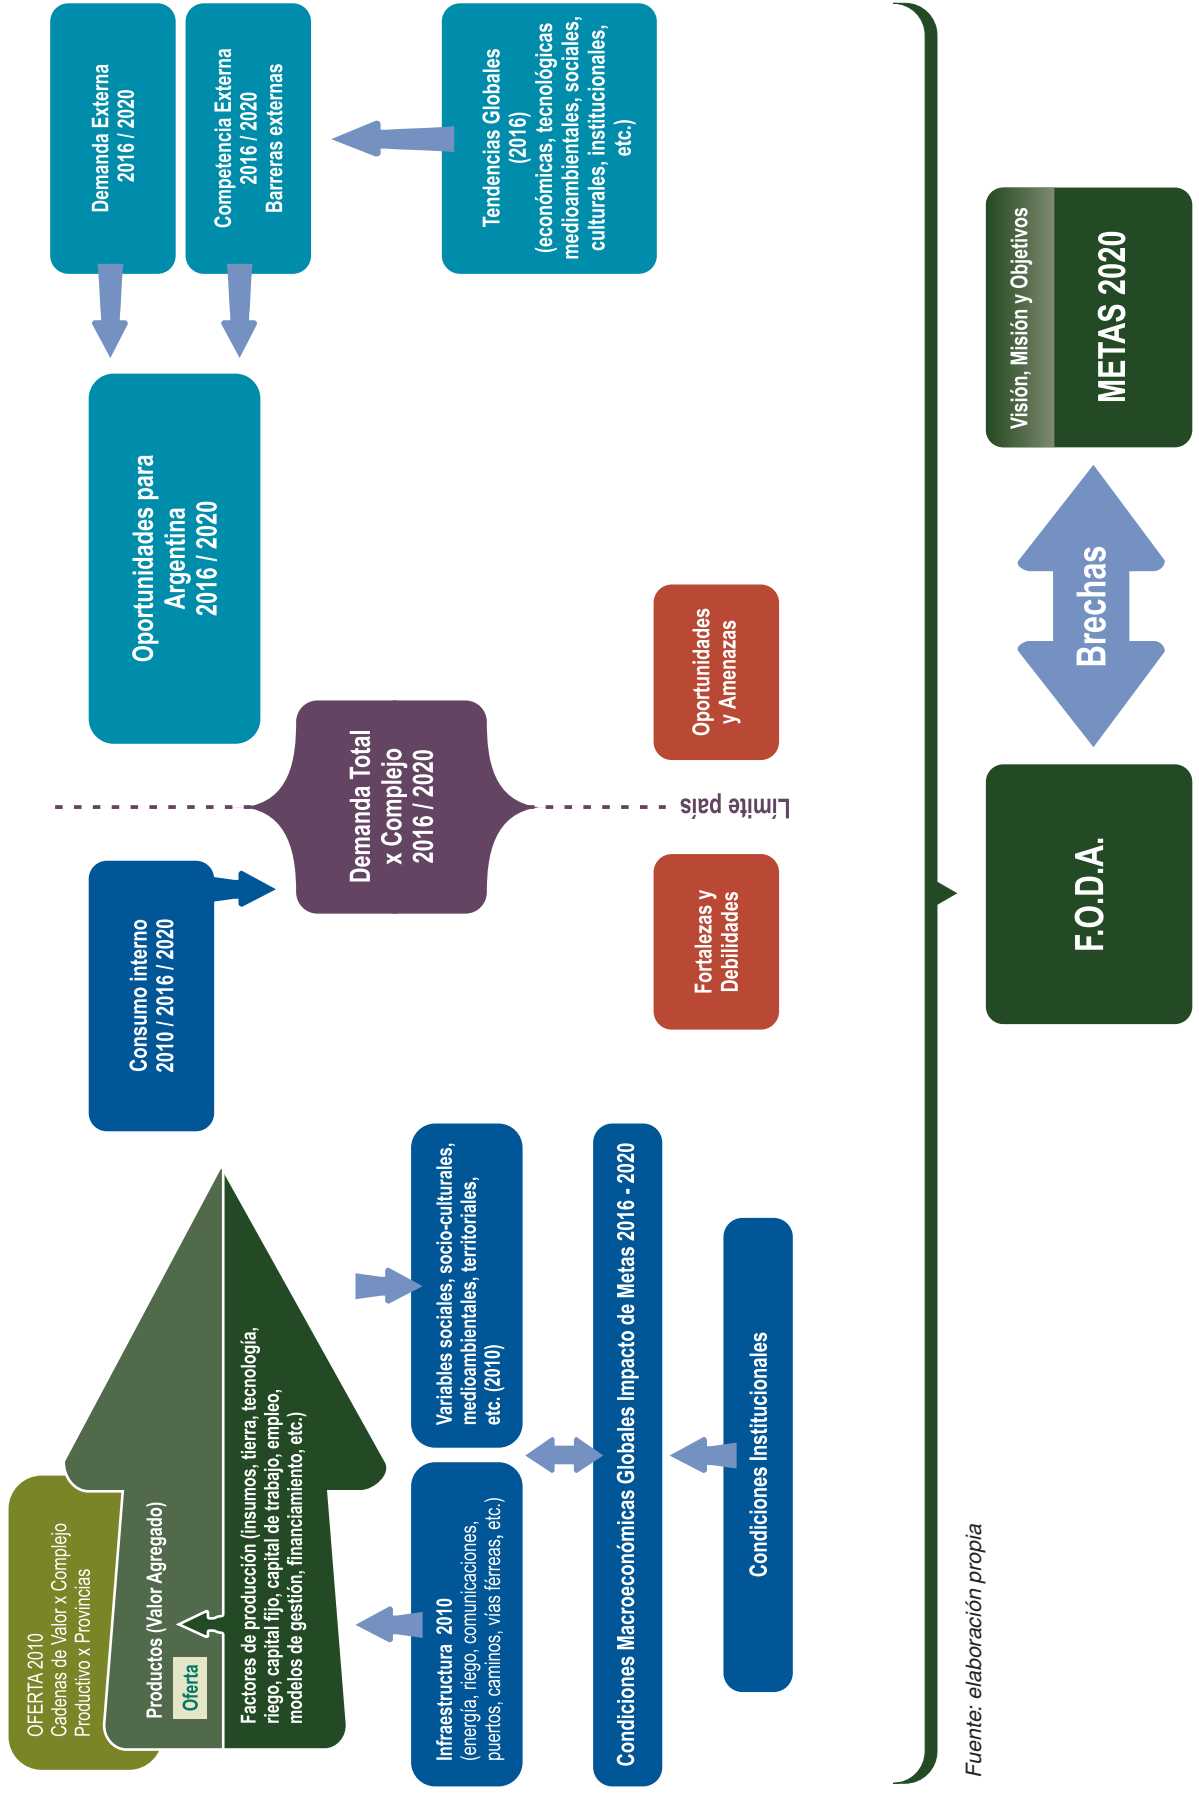 OFERTA 2010
Cadenas de Valor x Complejo
Productivo x Provincias
Productos (Valor Agregado)
Oferta
Factores de producción (insumos, tierra, tecnología,
riego, capital fijo, capital de trabajo, empleo,
modelos de gestión, financiamiento, etc.)
Infraestructura 2010
(energía, riego, comunicaciones,
puertos, caminos, vías férreas, etc.)
Variables sociales, socio-culturales,
medioambientales, territoriales,
etc. (2010)
Condiciones Macroeconómicas Globales Impacto de Metas 2016 - 2020
Condiciones Institucionales
Consumo interno
2010 / 2016 / 2020
Demanda Total
x Complejo
2016 / 2020
Límite país
Fortalezas y
Debilidades
Oportunidades
y Amenazas
Oportunidades para
Argentina
2016 / 2020
Demanda Externa
2016 / 2020
Competencia Externa
2016 / 2020
Barreras externas
Tendencias Globales
(2016)
(económicas, tecnológicas
medioambientales, sociales,
culturales, institucionales,
etc.)
F.O.D.A.
Brechas
Visión, Misión y Objetivos
METAS 2020
Fuente: elaboración propia